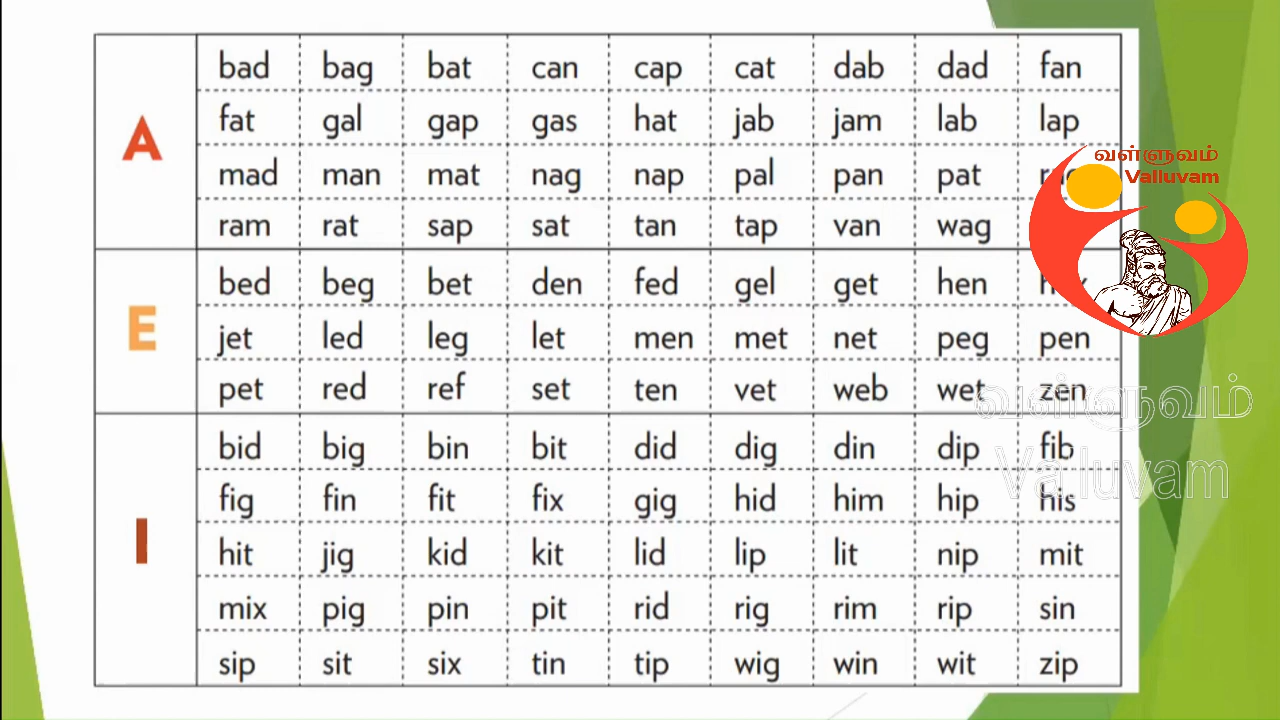 A
bad bag bat can cap cat dab dad fan
fat gal gap gas hat jab jam lab lap
mad man mat nag nap pal pan pat
ram rat sap sat tan tap van wag
வள்ளுவம்
Valluvam
E
bed beg bet den fed gel get hen
jet led leg let men met net peg pen
pet red ref set ten vet web wet zen
வள்ளுவம்
Valluvam
I
bid big bin bit did dig din dip fib
fig fin fit fix gig hid him hip his
hit jig kid kit lid lip lit nip mit
mix pig pin pit rid rig rim rip sin
sip sit six tin tip wig win wit zip